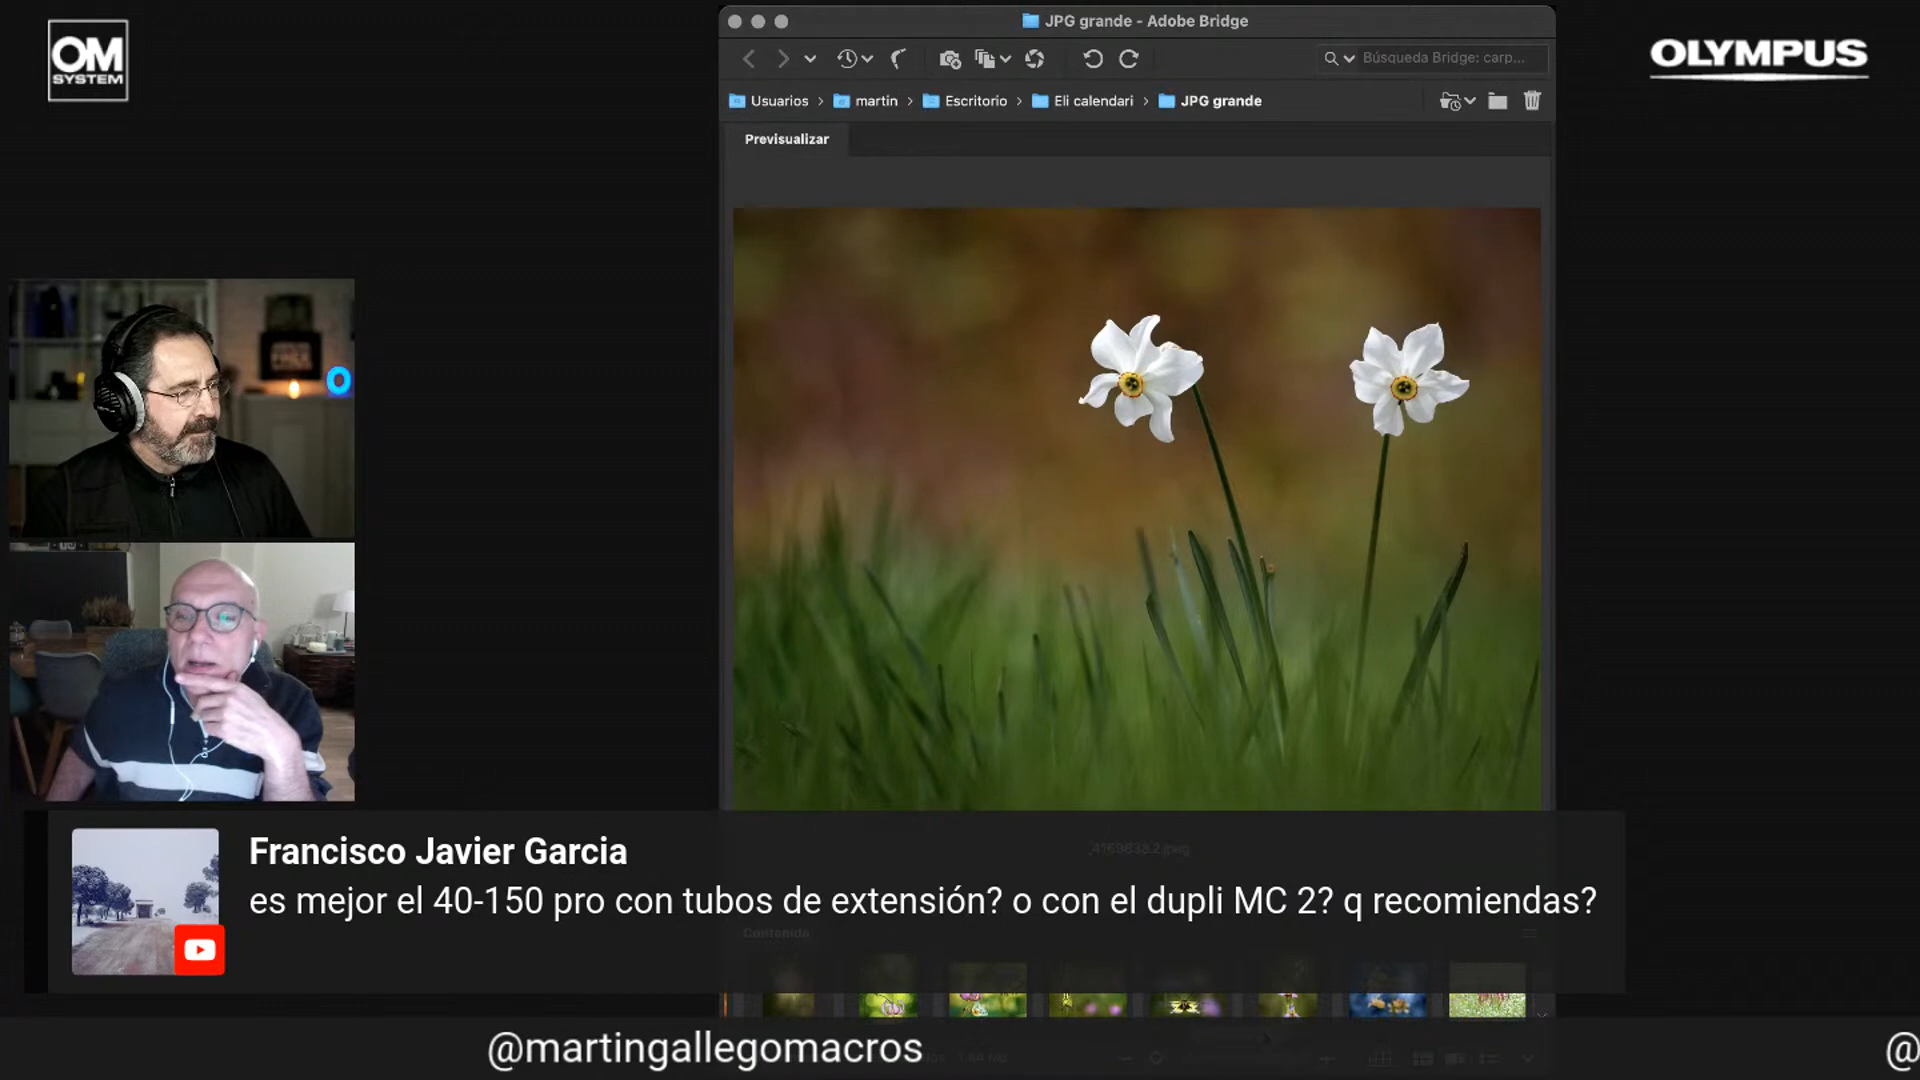 OM
SYSTEM
JPG grande - Adobe Bridge
Búsqueda Bridge: carp...
OLYMPUS
Usuarios > martin > Escritorio > Eli calendari > JPG grande
Previsualizar
Francisco Javier Garcia
es mejor el 40-150 pro con tubos de extensión? o con el dupli MC 2? q recomiendas?
Contenido
@martingallegomacros
@